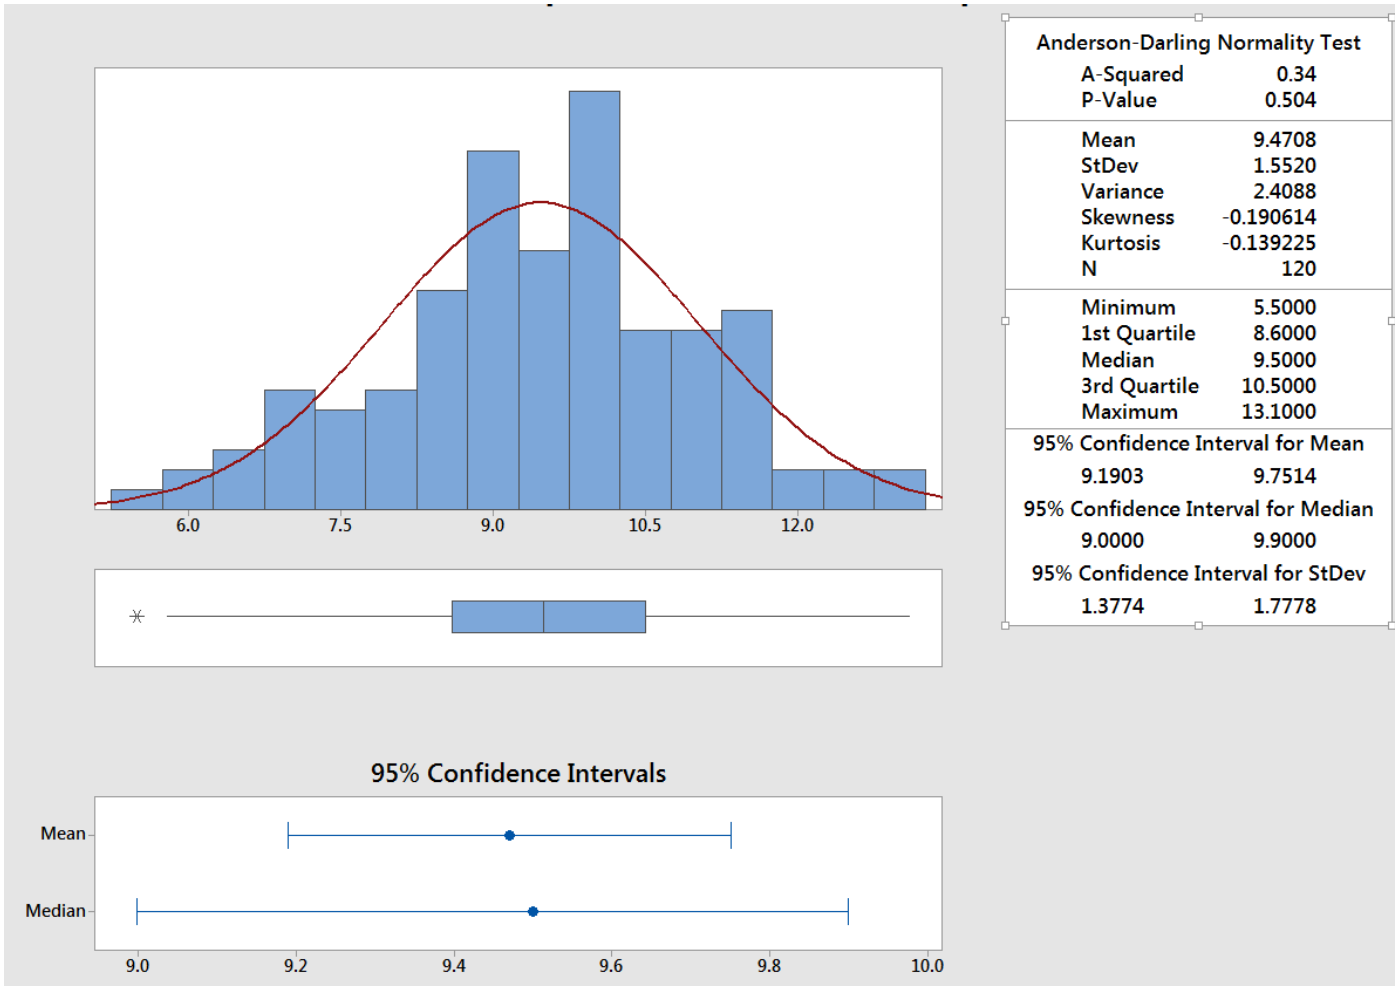 6.0 7.5 9.0 10.5 12.0
95% Confidence Intervals
Mean
Median
9.0 9.2 9.4 9.6 9.8 10.0
Anderson-Darling Normality Test
A-Squared 0.34
P-Value 0.504
Mean 9.4708
StDev 1.5520
Variance 2.4088
Skewness -0.190614
Kurtosis -0.139225
N 120
Minimum 5.5000
1st Quartile 8.6000
Median 9.5000
3rd Quartile 10.5000
Maximum 13.1000
95% Confidence Interval for Mean
9.1903 9.7514
95% Confidence Interval for Median
9.0000 9.9000
95% Confidence Interval for StDev
1.3774 1.7778